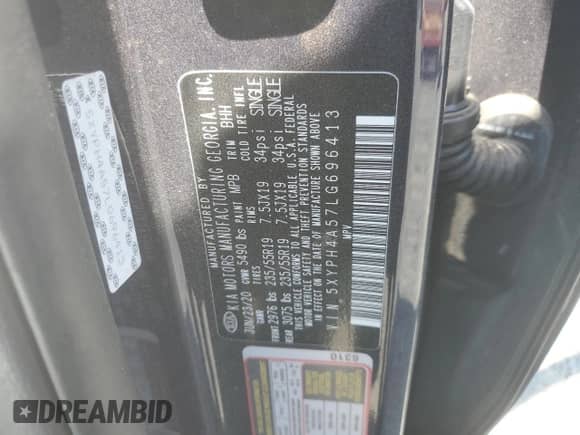 MANUFACTURED BY
KIA MOTORS MANUFACTURING GEORGIA, INC.
JUN/23/20 PAINT MPB TRIM BHH
GVWR 5490 lbs
GAWR TIRES RIMS COLD TIRE INFL
FRONT 2976 lbs 235/55R19 7.5JX19 34psi SINGLE
REAR 3075 lbs 235/55R19 7.5JX19 34psi SINGLE
THIS VEHICLE CONFORMS TO ALL APPLICABLE U.S.A. FEDERAL
MOTOR VEHICLE SAFETY AND THEFT PREVENTION STANDARDS
IN EFFECT ON THE DATE OF MANUFACTURE SHOWN ABOVE
VIN 5XYPH4A57LG696413
MPV
6310
DREAMBID